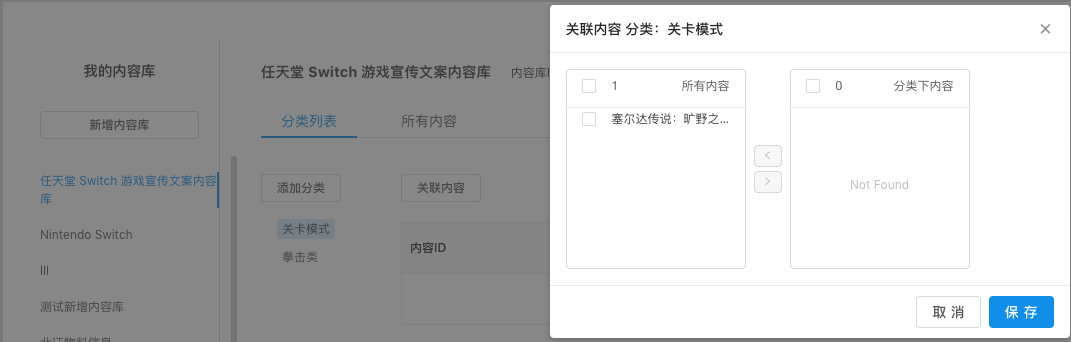 我的内容库
新增内容库
任天堂 Switch 游戏宣传文案内容库
Nintendo Switch
测试新增内容库
任天堂 Switch 游戏宣传文案内容库
内容库I
分类列表
所有内容
添加分类
关联内容
关卡模式
拳击类
内容ID
关联内容 分类：关卡模式
1
所有内容
塞尔达传说：旷野之...
0
分类下内容
Not Found
取 消
保 存